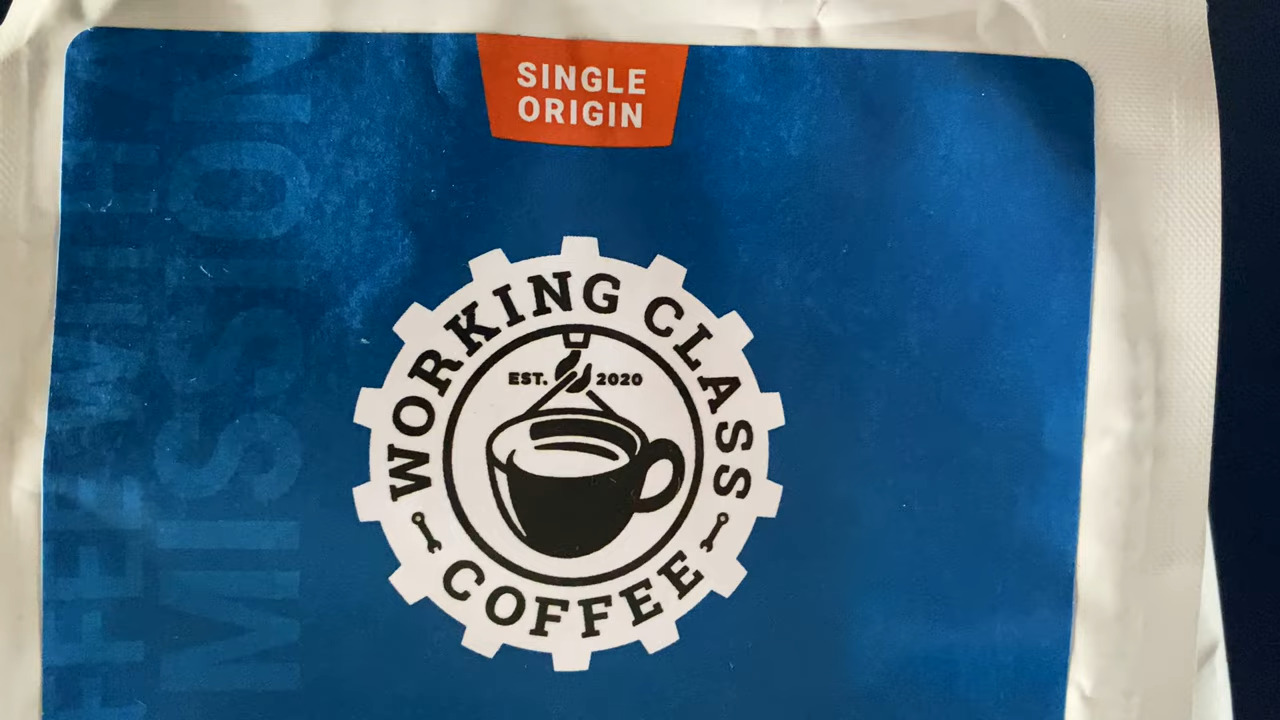 SINGLE
ORIGIN
WORKING CLASS
EST. 2020
COFFEE
MISSION